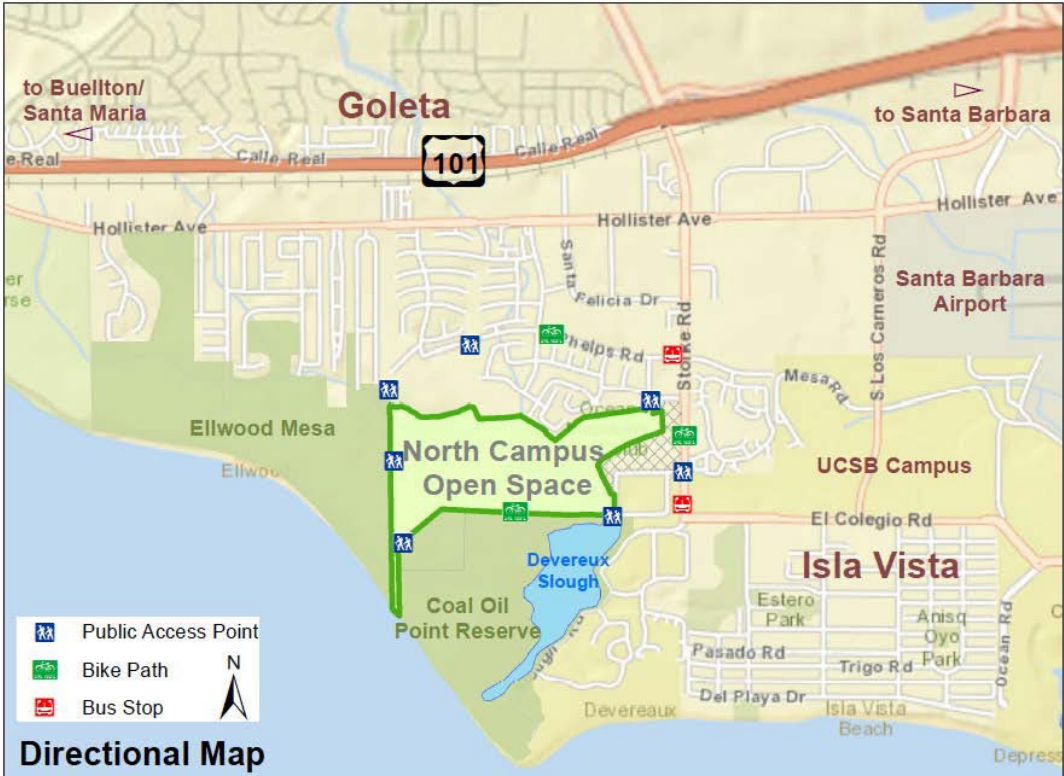 to Buellton/
Santa Maria
Goleta
to Santa Barbara
Calle Real
Calle Real
101
e Real
Hollister Ave
Hollister Ave
Hollister Ave
Santa
Felicia Dr
Storke Rd
S Los Carneros Rd
Santa Barbara
Airport
Phelps Rd
Mesa Rd
Ellwood Mesa
Ellwood
North Campus
Open Space
UCSB Campus
El Colegio Rd
Isla Vista
Devereux
Slough
Coal Oil
Point Reserve
Estero
Park
Anisq
Oyo
Park
Ocean Rd
Pasado Rd
Trigo Rd
Del Playa Dr
Devereaux
Isla Vista
Beach
Depress
Public Access Point
Bike Path
Bus Stop
N
Directional Map